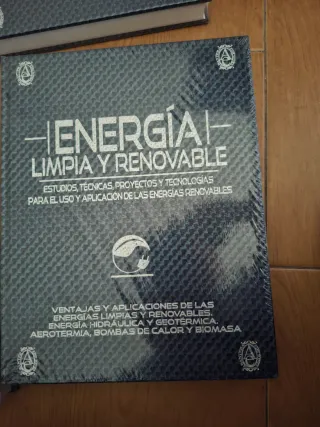 ENERGÍA
LIMPIA Y RENOVABLE
ESTUDIOS, TÉCNICAS, PROYECTOS Y TECNOLOGÍAS
PARA EL USO Y APLICACIÓN DE LAS ENERGÍAS RENOVABLES
VENTAJAS Y APLICACIONES DE LAS
ENERGÍAS LIMPIAS Y RENOVABLES,
ENERGÍA HIDRÁULICA Y GEOTÉRMICA,
AEROTERMIA, BOMBAS DE CALOR Y BIOMASA